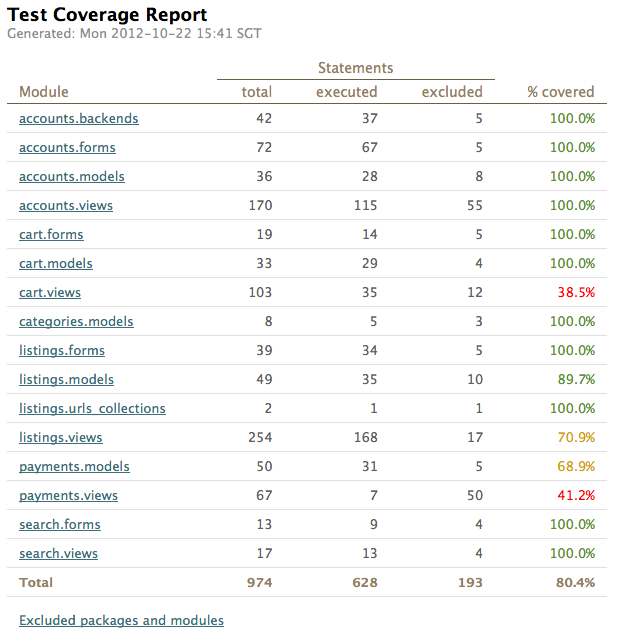 Test Coverage Report
Generated: Mon 2012-10-22 15:41 SGT
Statements
Module total executed excluded % covered
accounts.backends 42 37 5 100.0%
accounts.forms 72 67 5 100.0%
accounts.models 36 28 8 100.0%
accounts.views 170 115 55 100.0%
cart.forms 19 14 5 100.0%
cart.models 33 29 4 100.0%
cart.views 103 35 12 38.5%
categories.models 8 5 3 100.0%
listings.forms 39 34 5 100.0%
listings.models 49 35 10 89.7%
listings.urls_collections 2 1 1 100.0%
listings.views 254 168 17 70.9%
payments.models 50 31 5 68.9%
payments.views 67 7 50 41.2%
search.forms 13 9 4 100.0%
search.views 17 13 4 100.0%
Total 974 628 193 80.4%
Excluded packages and modules